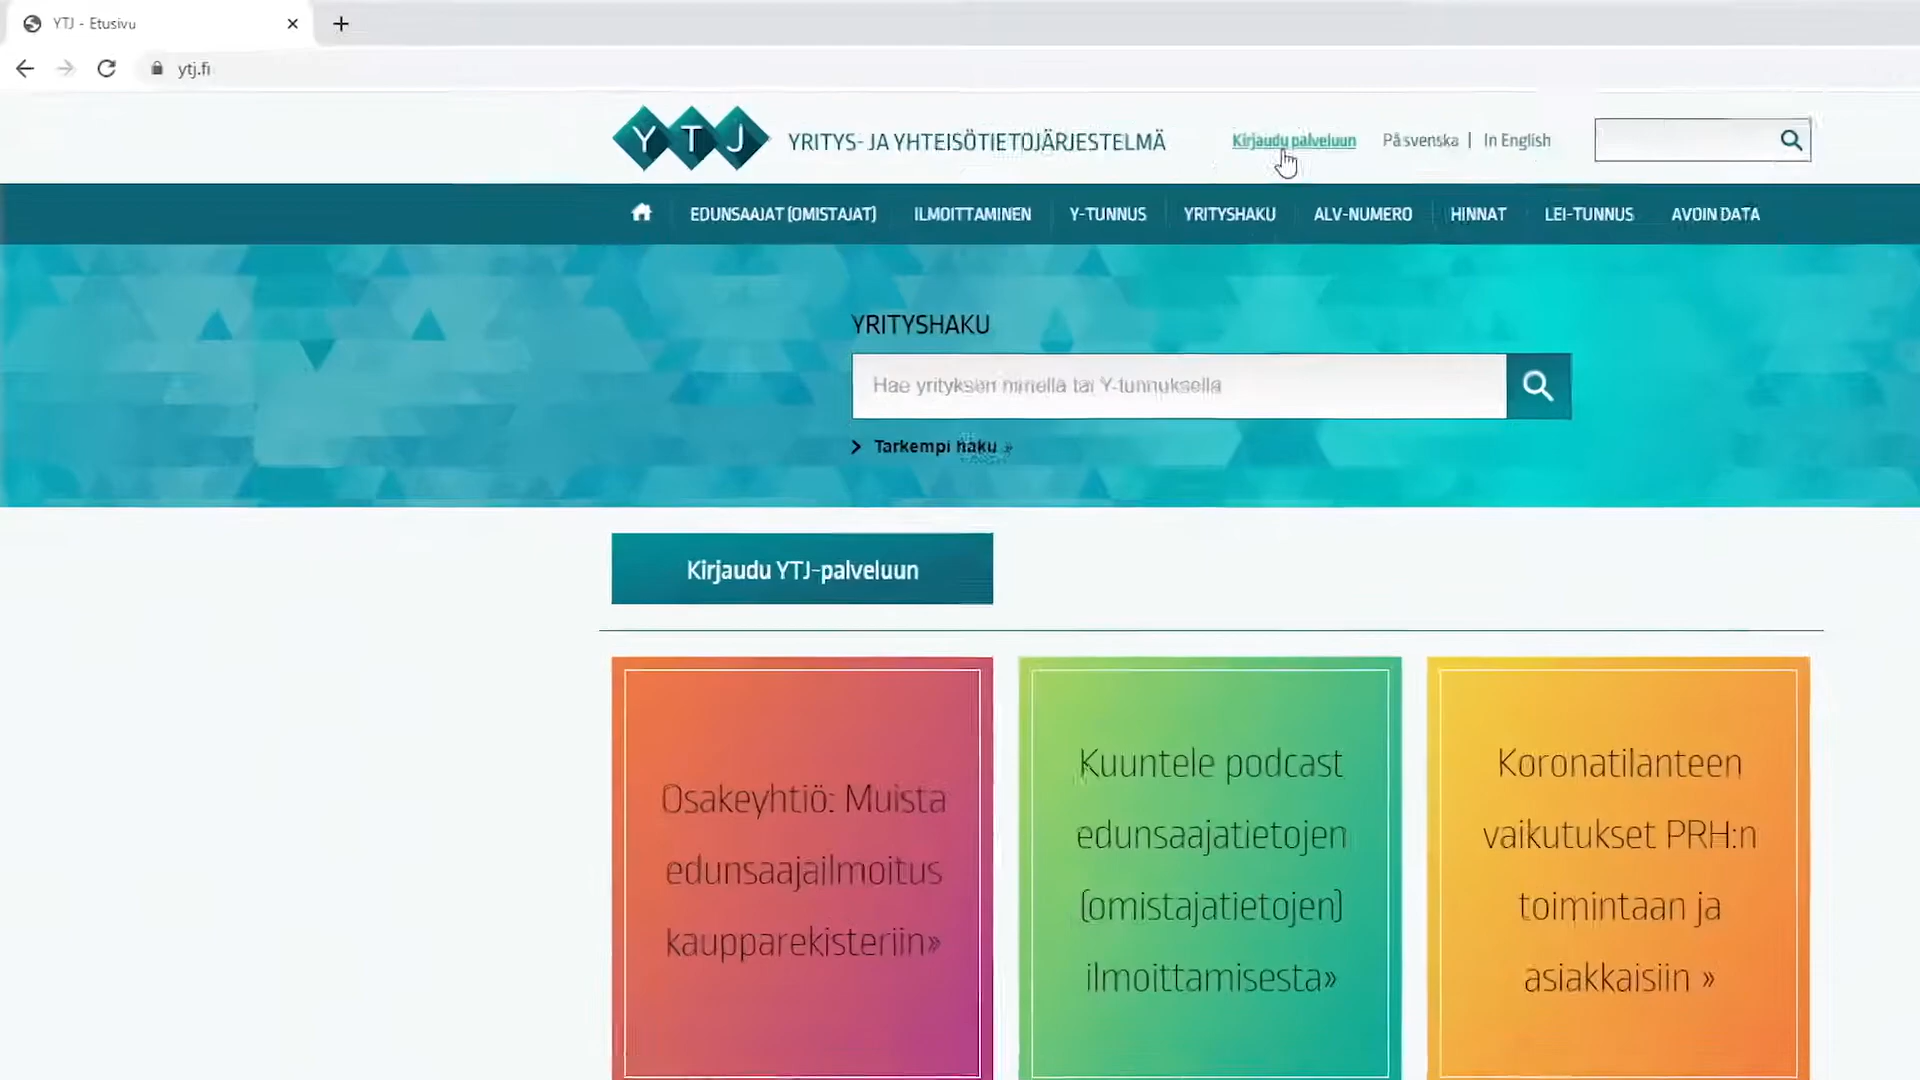 YTJ - Etusivu
ytj.fi
YTJ YRITYS- JA YHTEISÖTIETOJÄRJESTELMÄ Kirjaudu palveluun På svenska | In English
EDUNSAAJAT (OMISTAJAT) ILMOITTAMINEN Y-TUNNUS YRITYSHAKU ALV-NUMERO HINNAT LEI-TUNNUS AVOIN DATA
YRITYSHAKU
Hae yrityksen nimellä tai Y-tunnuksella
Tarkempi haku »
Kirjaudu YTJ-palveluun
Osakeyhtiö: Muista
edunsaajailmoitus
kaupparekisteriin»
Kuuntele podcast
edunsaajatietojen
(omistajatietojen)
ilmoittamisesta»
Koronatilanteen
vaikutukset PRH:n
toimintaan ja
asiakkaisiin »